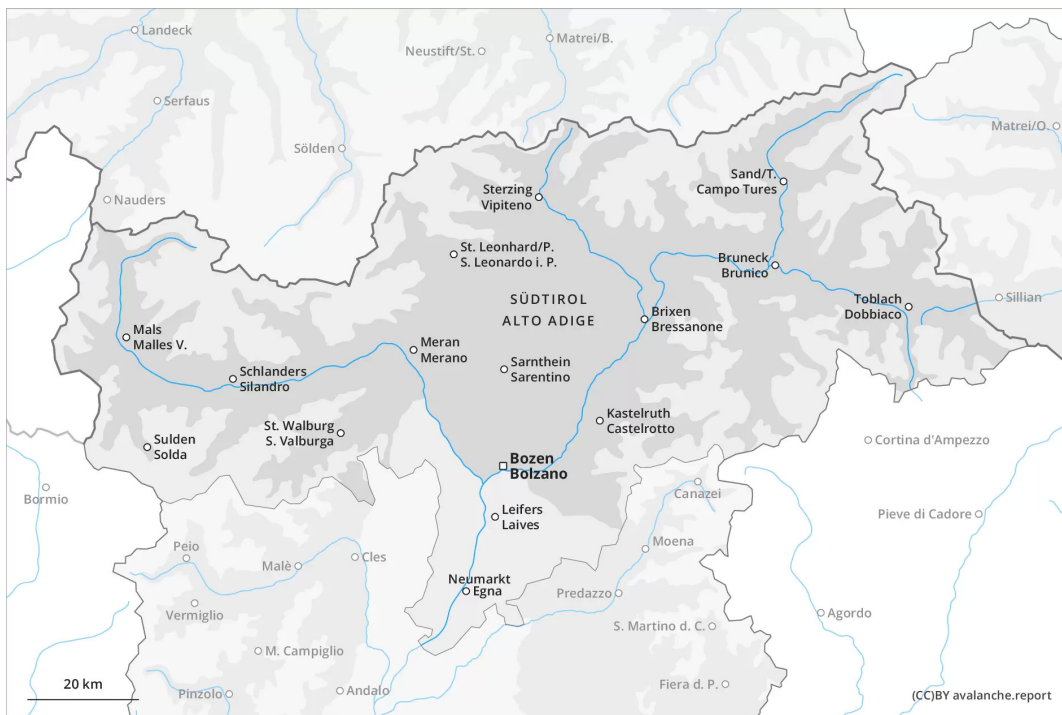 Landeck
Neustift/St.
Matrei/B.
Serfaus
Matrei/O.
Sölden
Sand/T.
Campo Tures
Nauders
Sterzing
Vipiteno
St. Leonhard/P.
S. Leonardo i. P.
Bruneck
Brunico
SÜDTIROL
ALTO ADIGE
Toblach
Dobbiaco
Sillian
Brixen
Bressanone
Mals
Malles V.
Meran
Merano
Sarnthein
Sarentino
Schlanders
Silandro
Kastelruth
Castelrotto
St. Walburg
S. Valburga
Sulden
Solda
Cortina d'Ampezzo
Bozen
Bolzano
Bormio
Canazei
Leifers
Laives
Pieve di Cadore
Moena
Peio
Malè
Cles
Neumarkt
Egna
Predazzo
Vermiglio
Agordo
S. Martino d. C.
M. Campiglio
20 km
Pinzolo
Andalo
Fiera d. P.
(CC)BY avalanche.report